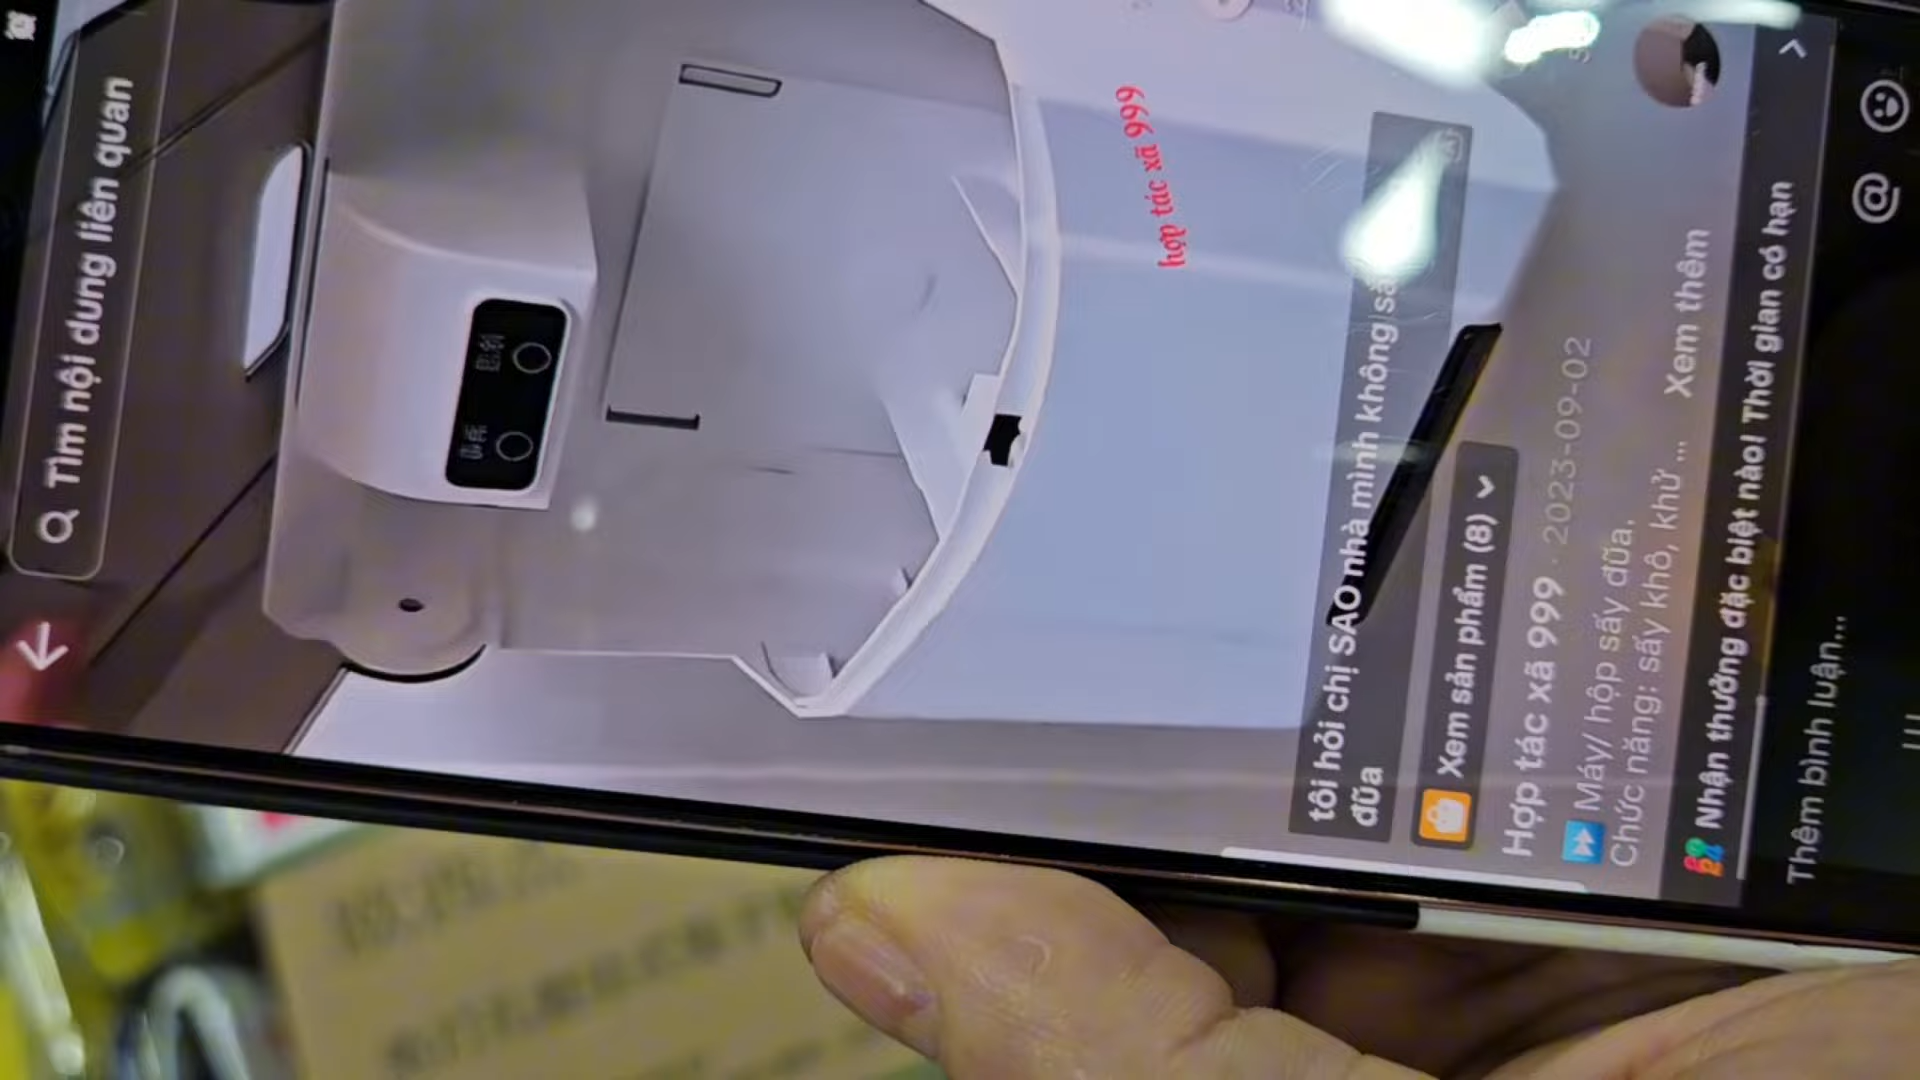 Tìm nội dung liên quan
hợp tác xã 999
tôi hỏi chị SAO nhà mình không
đũa
Xem sản phẩm (8)
Hợp tác xã 999 · 2023-09-02
Máy/ hộp sấy đũa.
Chức năng: sấy khô, khử ... Xem thêm
Nhận thưởng đặc biệt nào! Thời gian có hạn
Thêm bình luận...
@